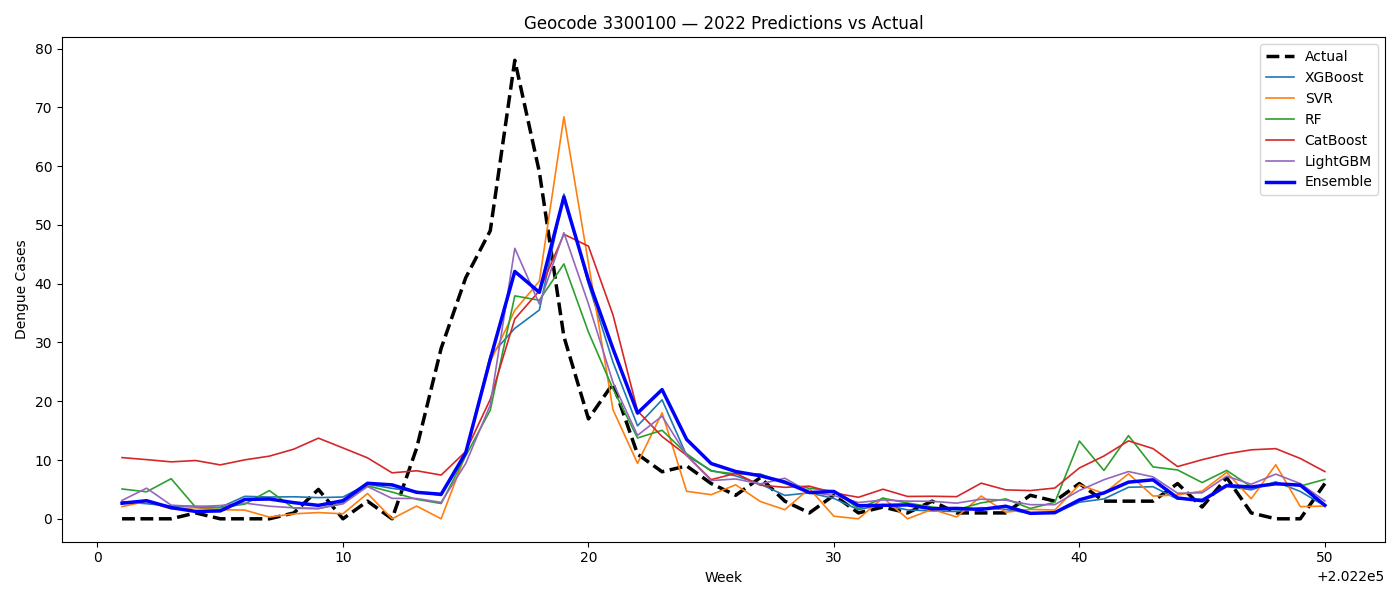 Geocode 3300100 — 2022 Predictions vs Actual
Dengue Cases
80
70
60
50
40
30
20
10
0
0
10
20
30
40
50
Week
+2.022e5
Actual
XGBoost
SVR
RF
CatBoost
LightGBM
Ensemble